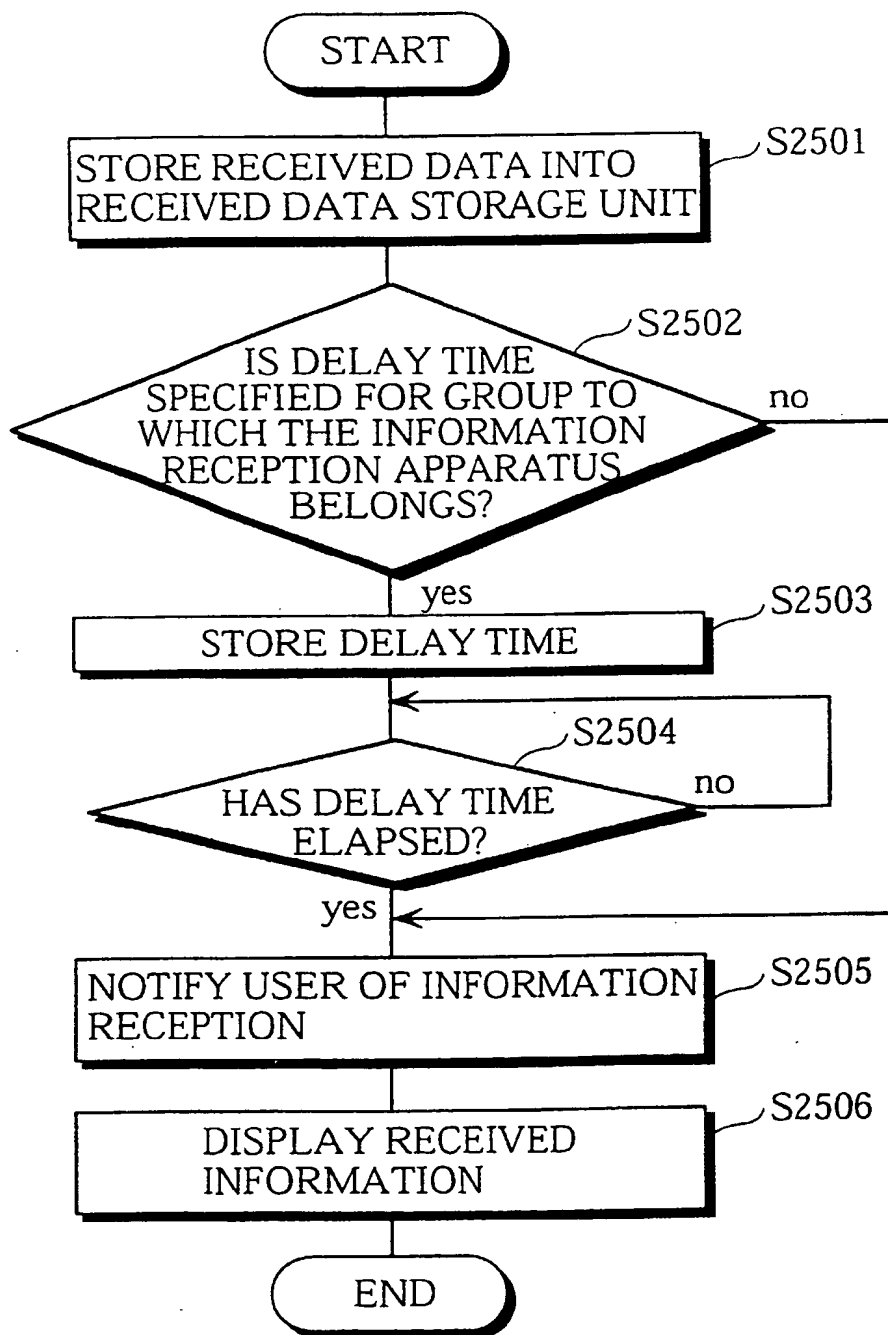 START
STORE RECEIVED DATA INTO
RECEIVED DATA STORAGE UNIT
S2501
IS DELAY TIME
SPECIFIED FOR GROUP TO
WHICH THE INFORMATION
RECEPTION APPARATUS
BELONGS?
S2502
no
yes
STORE DELAY TIME
S2503
HAS DELAY TIME
ELAPSED?
S2504
no
yes
NOTIFY USER OF INFORMATION
RECEPTION
S2505
DISPLAY RECEIVED
INFORMATION
S2506
END